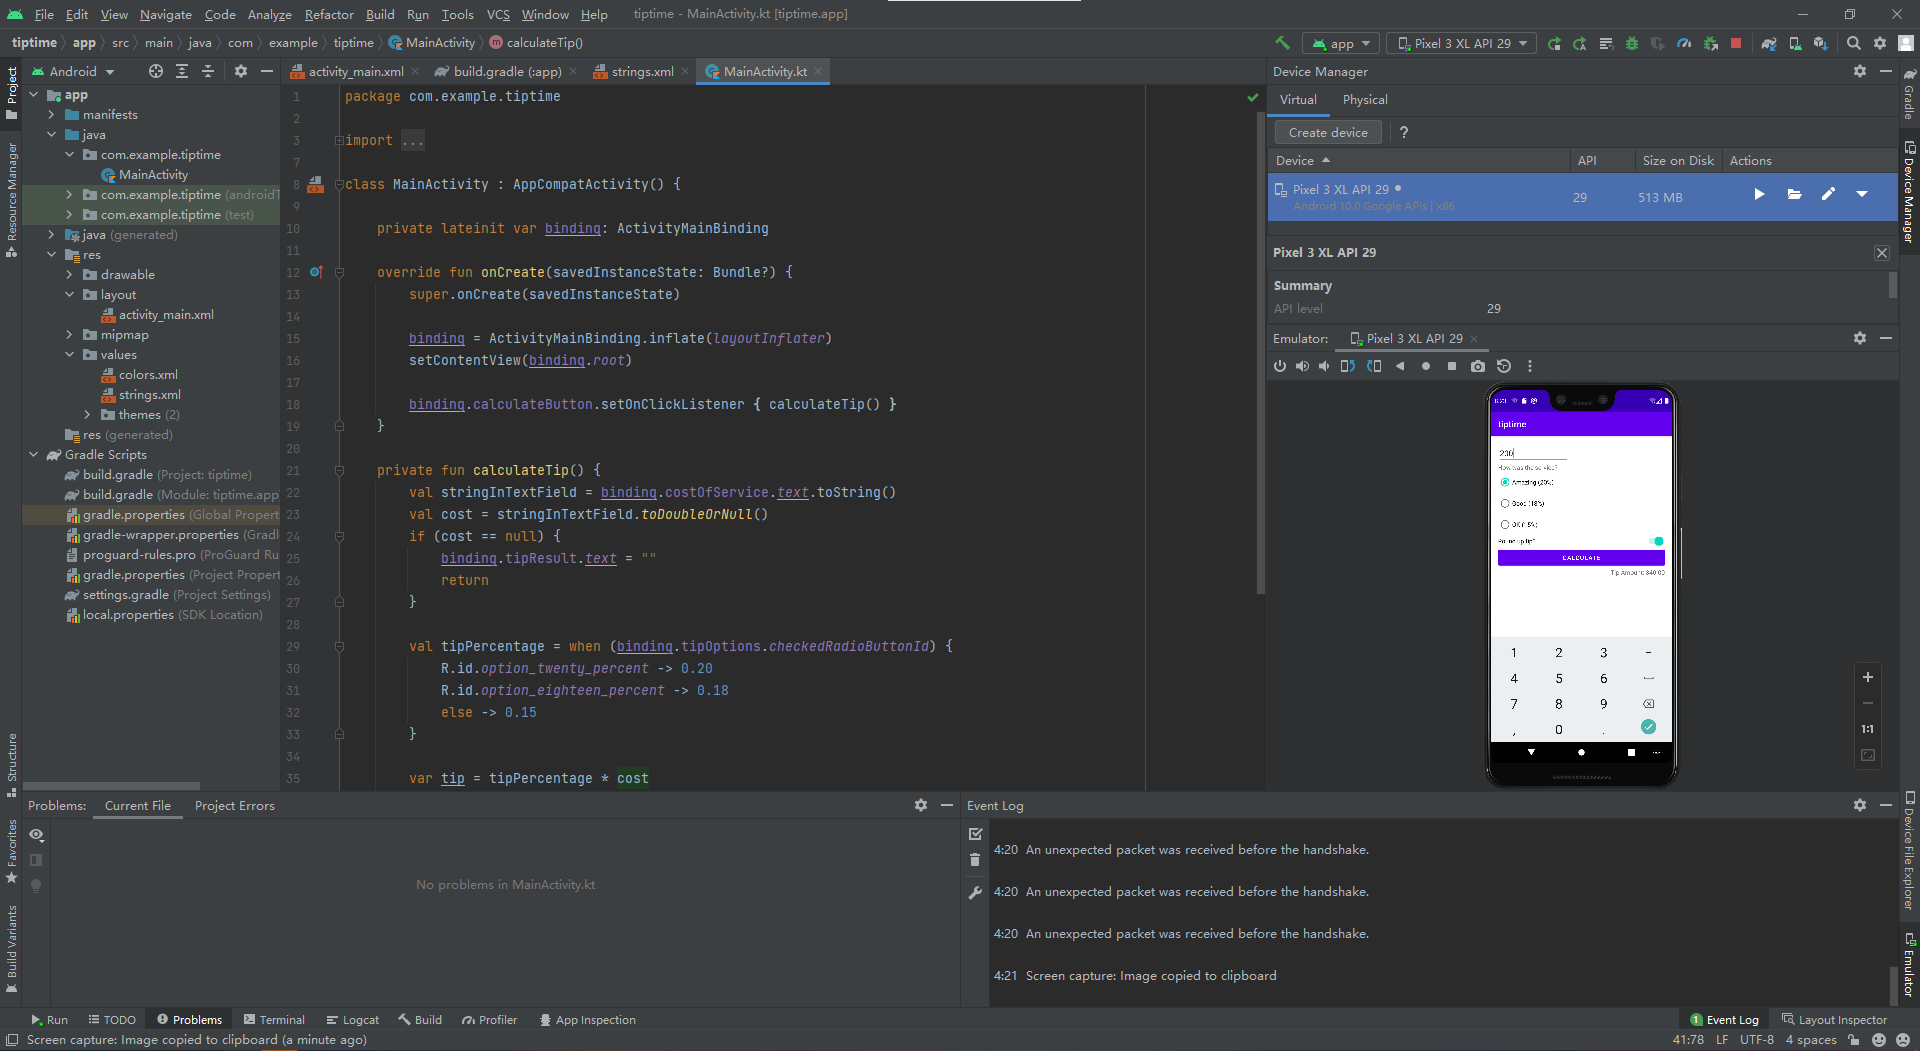 File Edit View Navigate Code Analyze Refactor Build Run Tools VCS Window Help tiptime - MainActivity.kt [tiptime.app]
tiptime app src main java com example tiptime MainActivity calculateTip() app Pixel 3 XL API 29
Project
Resource Manager
Structure
Favorites
Build Variants
Android
app
manifests
java
com.example.tiptime
MainActivity
com.example.tiptime (androidT
com.example.tiptime (test)
java (generated)
res
drawable
layout
activity_main.xml
mipmap
values
colors.xml
strings.xml
themes (2)
res (generated)
Gradle Scripts
build.gradle (Project: tiptime)
build.gradle (Module: tiptime.app
gradle.properties (Global Propert
gradle-wrapper.properties (Gradl
proguard-rules.pro (ProGuard Ru
gradle.properties (Project Propert
settings.gradle (Project Settings)
local.properties (SDK Location)
activity_main.xml build.gradle (:app) strings.xml MainActivity.kt
1 package com.example.tiptime
2
3 import ...
7
8 class MainActivity : AppCompatActivity() {
9
10 private lateinit var binding: ActivityMainBinding
11
12 override fun onCreate(savedInstanceState: Bundle?) {
13 super.onCreate(savedInstanceState)
14
15 binding = ActivityMainBinding.inflate(layoutInflater)
16 setContentView(binding.root)
17
18 binding.calculateButton.setOnClickListener { calculateTip() }
19 }
20
21 private fun calculateTip() {
22 val stringInTextField = binding.costOfService.text.toString()
23 val cost = stringInTextField.toDoubleOrNull()
24 if (cost == null) {
25 binding.tipResult.text = ""
26 return
27 }
28
29 val tipPercentage = when (binding.tipOptions.checkedRadioButtonId) {
30 R.id.option_twenty_percent -> 0.20
31 R.id.option_eighteen_percent -> 0.18
32 else -> 0.15
33 }
34
35 var tip = tipPercentage * cost
Device Manager
Virtual Physical
Create device ?
Device API Size on Disk Actions
Pixel 3 XL API 29
Android 10.0 Google APIs | x86
29 513 MB
Pixel 3 XL API 29
Summary
API level 29
Emulator: Pixel 3 XL API 29
tiptime
200
How was the service?
Amazing (20%)
Good (18%)
OK (15%)
Round up tip?
CALCULATE
Tip Amount: $40.00
1 2 3 -
4 5 6
7 8 9
, 0 .
1:1
Gradle
Device Manager
Device File Explorer
Emulator
Problems: Current File Project Errors
No problems in MainActivity.kt
Event Log
4:20 An unexpected packet was received before the handshake.
4:20 An unexpected packet was received before the handshake.
4:20 An unexpected packet was received before the handshake.
4:21 Screen capture: Image copied to clipboard
Run TODO Problems Terminal Logcat Build Profiler App Inspection 1 Event Log Layout Inspector
Screen capture: Image copied to clipboard (a minute ago) 41:78 LF UTF-8 4 spaces